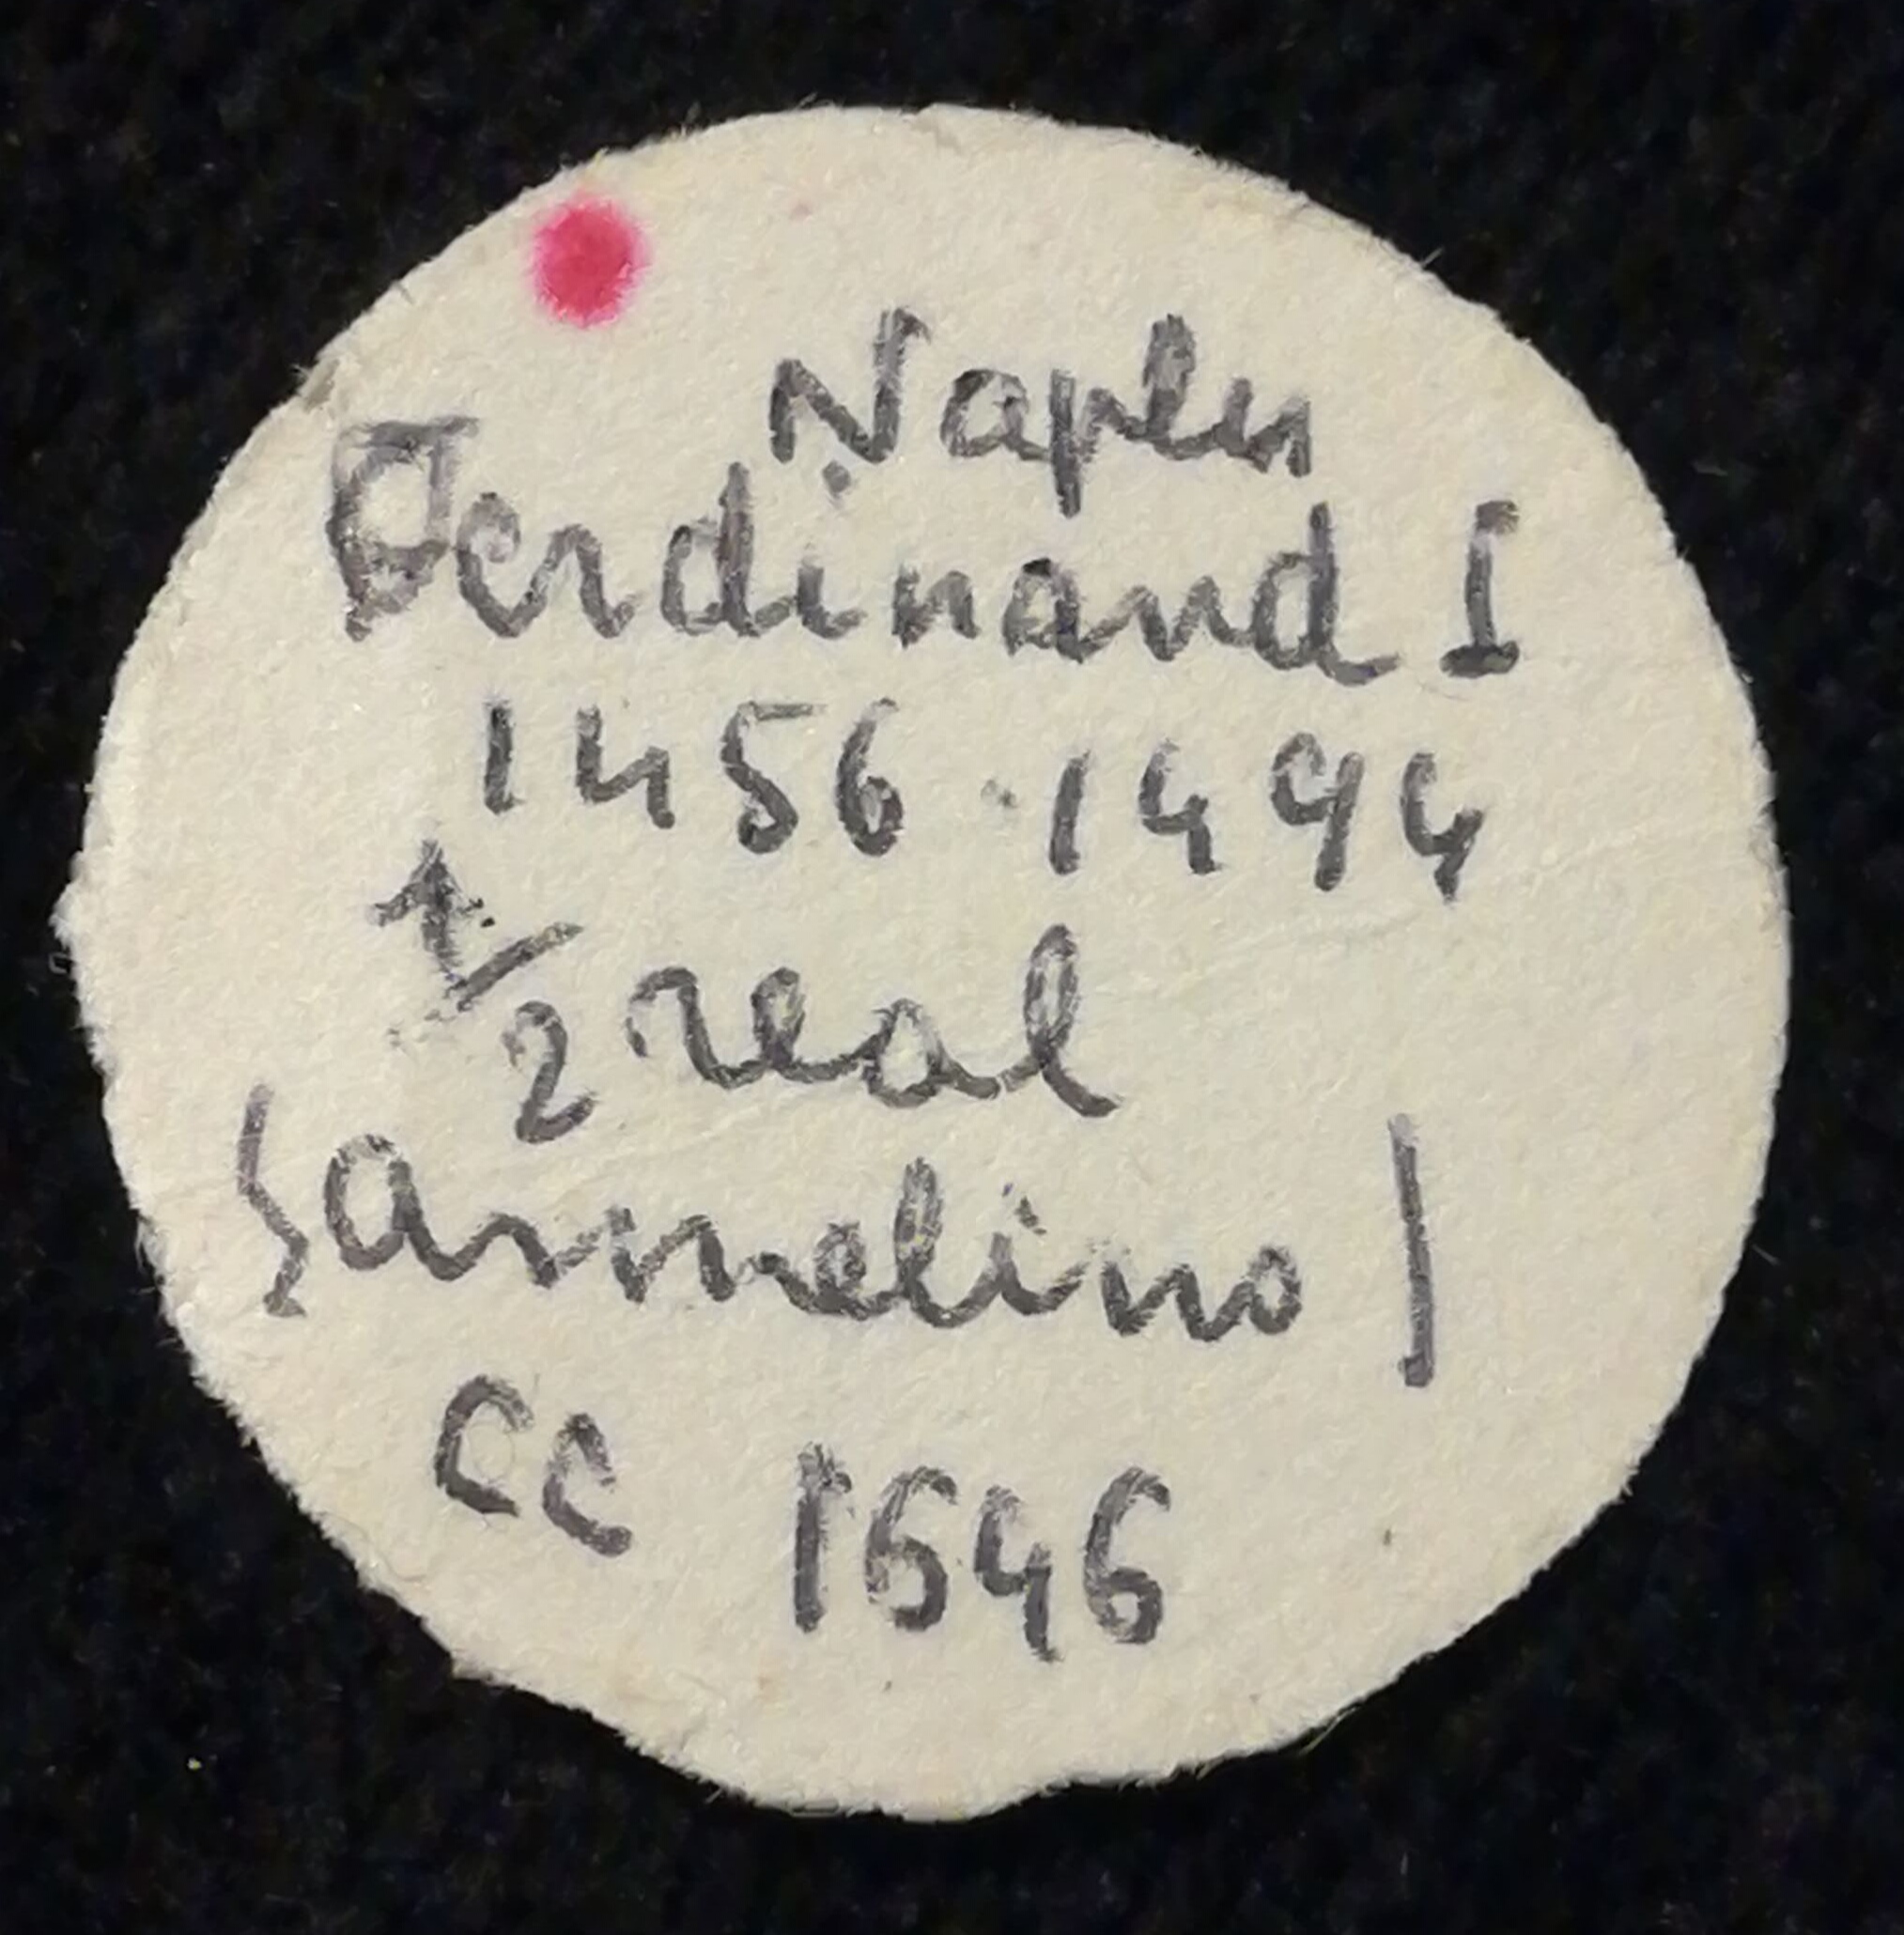 Naples
Ferdinand I
1456-1494
1/2 real
(armelino)
CC 1646